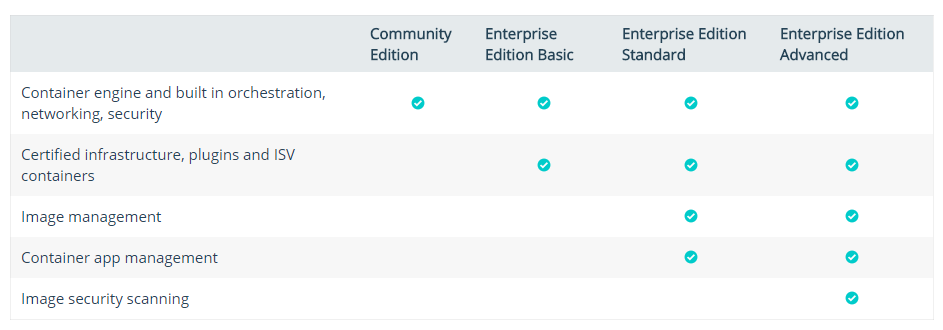 Community Enterprise Enterprise Edition Enterprise Edition
Edition Edition Basic Standard Advanced
Container engine and built in orchestration,
networking, security
Certified infrastructure, plugins and ISV
containers
Image management
Container app management
Image security scanning